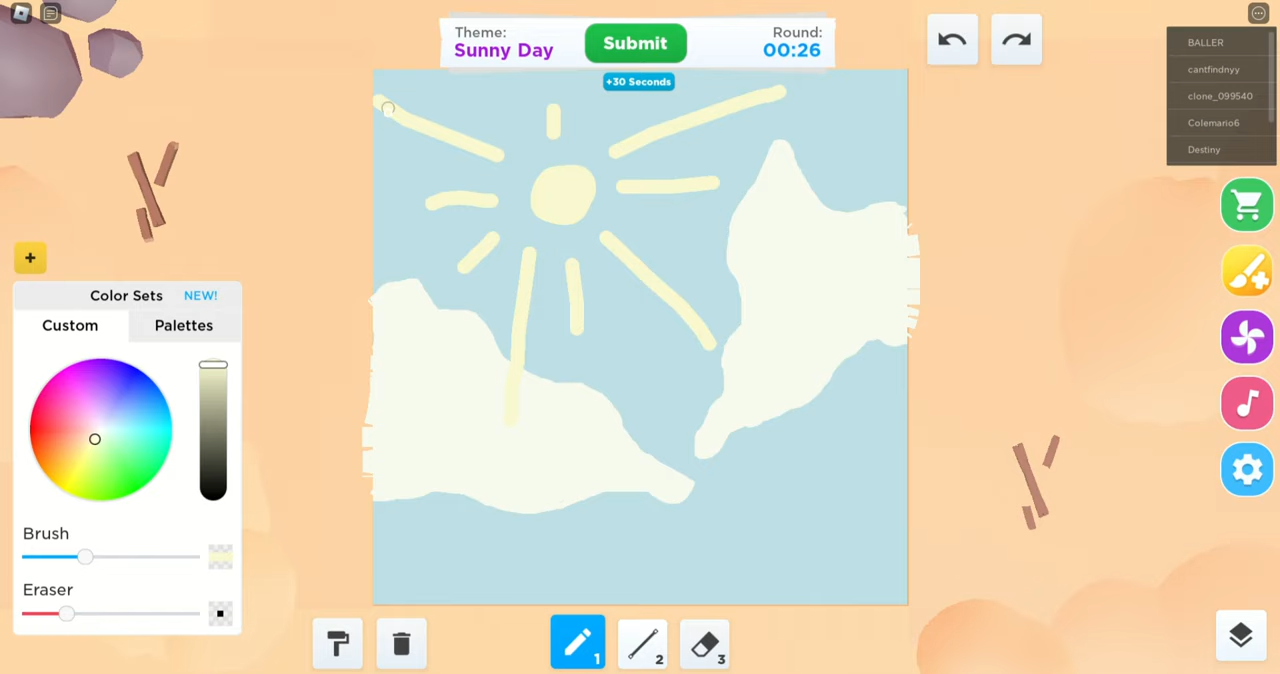 Theme:
Sunny Day
Submit
Round:
00:26
+30 Seconds
BALLER
cantfindnyy
clone_099540
Colemario6
Destiny
+
Color Sets NEW!
Custom Palettes
Brush
Eraser
1
2
3